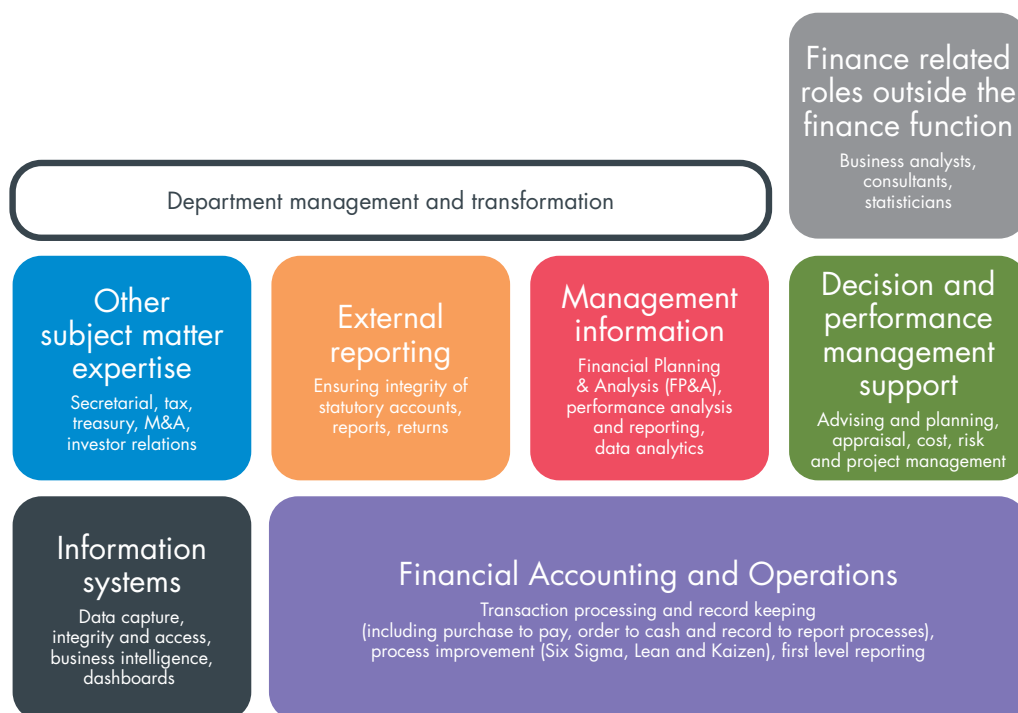 Finance related
roles outside the
finance function
Business analysts,
consultants,
statisticians
Department management and transformation
Other
subject matter
expertise
Secretarial, tax,
treasury, M&A,
investor relations
External
reporting
Ensuring integrity of
statutory accounts,
reports, returns
Management
information
Financial Planning
& Analysis (FP&A),
performance analysis
and reporting,
data analytics
Decision and
performance
management
support
Advising and planning,
appraisal, cost, risk
and project management
Information
systems
Data capture,
integrity and access,
business intelligence,
dashboards
Financial Accounting and Operations
Transaction processing and record keeping
(including purchase to pay, order to cash and record to report processes),
process improvement (Six Sigma, Lean and Kaizen), first level reporting